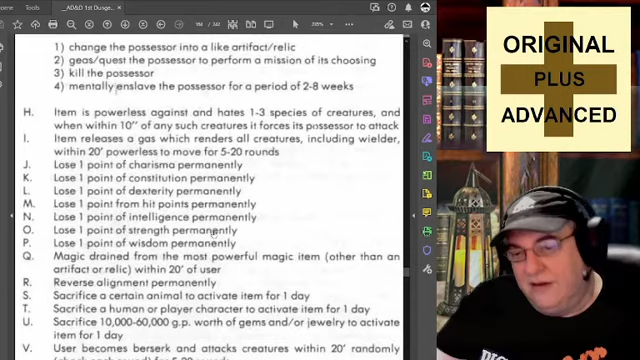 _AD&D 1st Dunge...
Tools
194 / 242
235%
1) change the possessor into a like artifact/relic
2) geas/quest the possessor to perform a mission of its choosing
3) kill the possessor
4) mentally enslave the possessor for a period of 2-8 weeks
H. Item is powerless against and hates 1-3 species of creatures, and
when within 10" of any such creatures it forces its possessor to attack
I. Item releases a gas which renders all creatures, including wielder,
within 20' powerless to move for 5-20 rounds
J. Lose 1 point of charisma permanently
K. Lose 1 point of constitution permanently
L. Lose 1 point of dexterity permanently
M. Lose 1 point from hit points permanently
N. Lose 1 point of intelligence permanently
O. Lose 1 point of strength permanently
P. Lose 1 point of wisdom permanently
Q. Magic drained from the most powerful magic item (other than an
artifact or relic) within 20' of user
R. Reverse alignment permanently
S. Sacrifice a certain animal to activate item for 1 day
T. Sacrifice a human or player character to activate item for 1 day
U. Sacrifice 10,000-60,000 g.p. worth of gems and/or jewelry to activate
item for 1 day
V. User becomes berserk and attacks creatures within 20' randomly
ORIGINAL
PLUS
ADVANCED